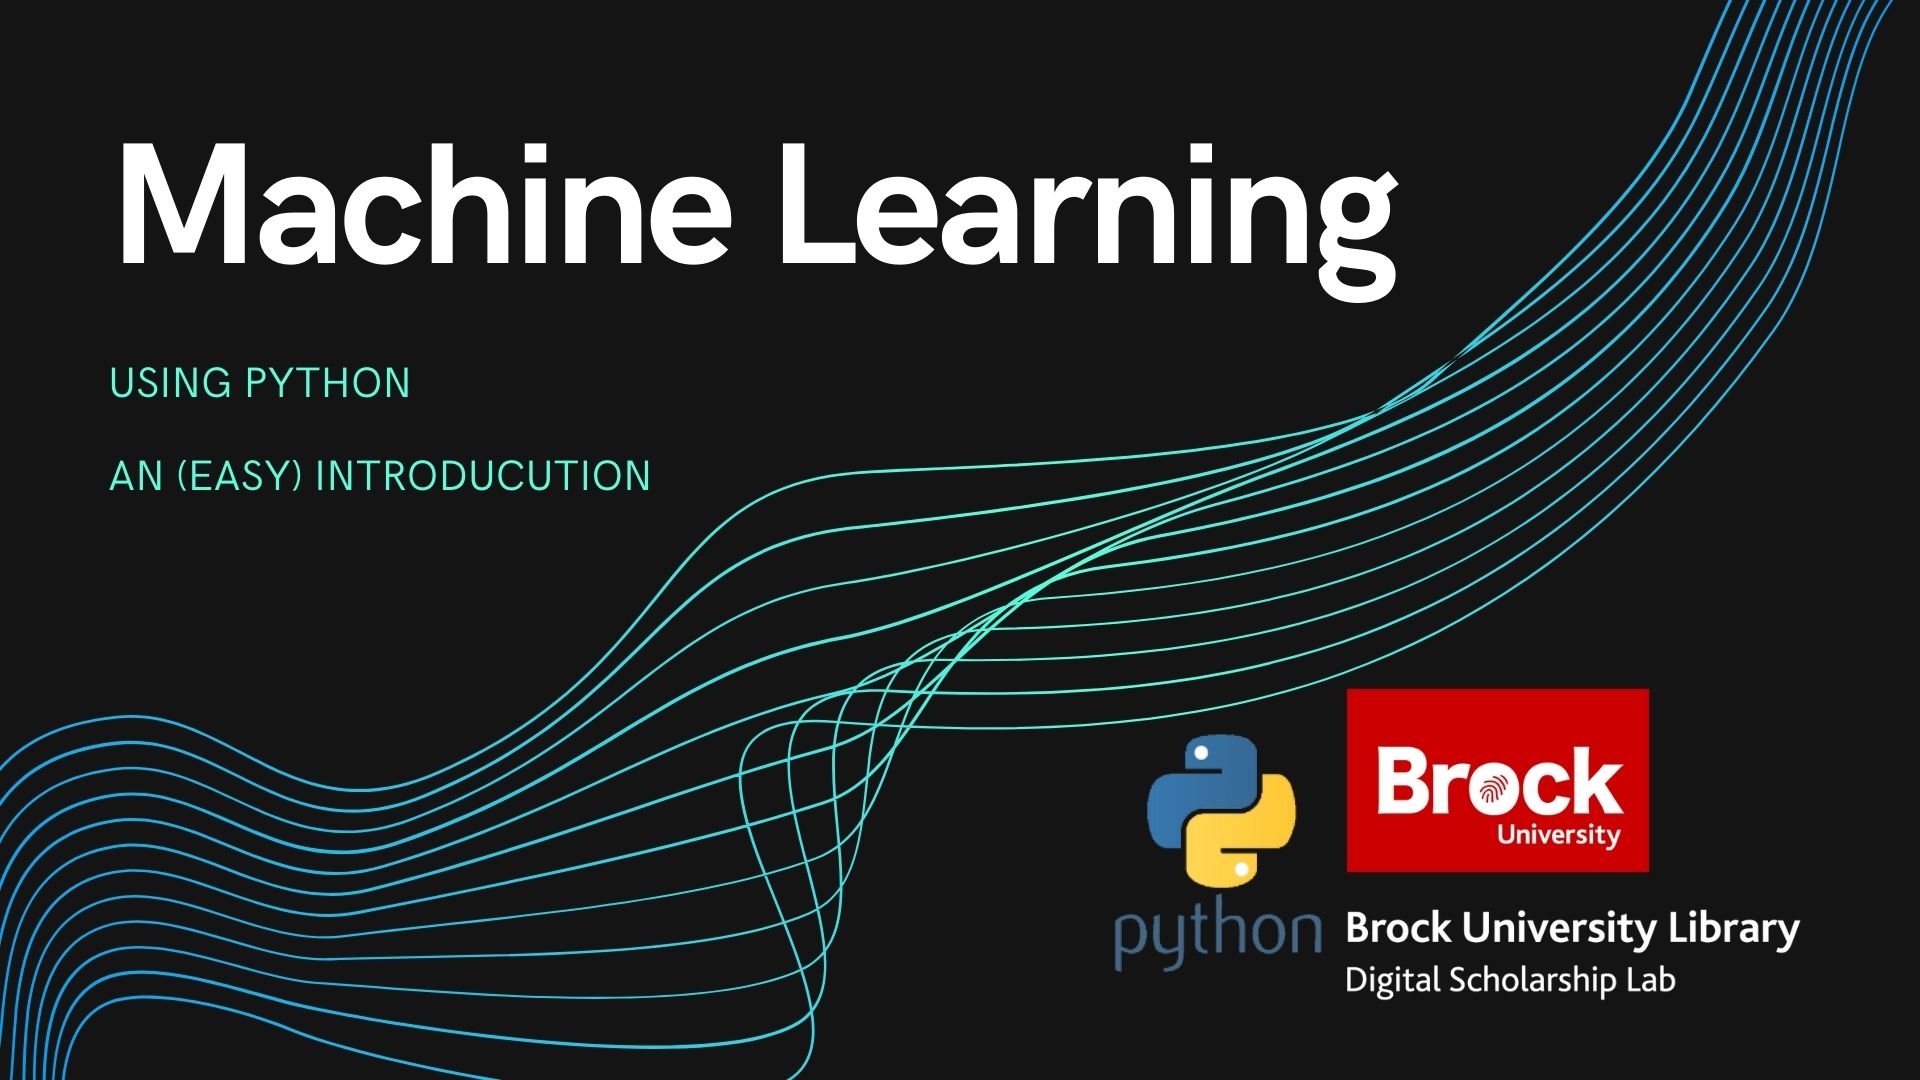 Machine Learning
USING PYTHON
AN (EASY) INTRODUCUTION
python
Brock
University
Brock University Library
Digital Scholarship Lab